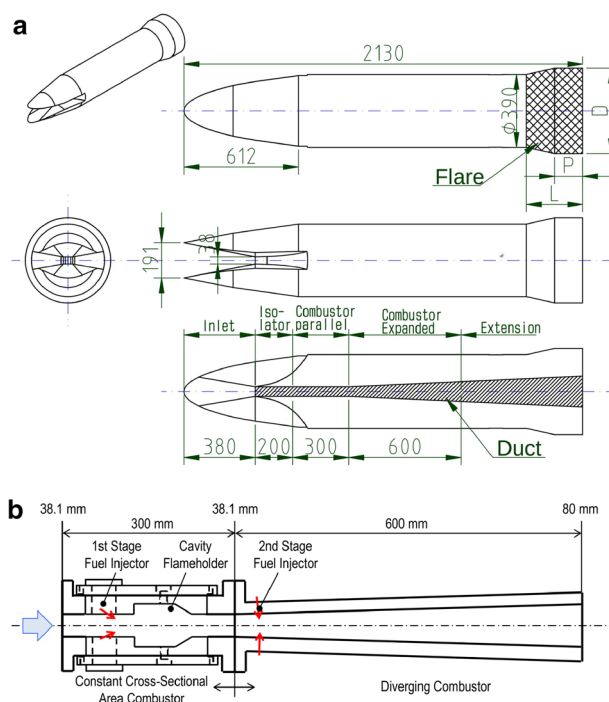 a
2130
612
Φ390
D
Flare
P
L
191
38
Inlet
Iso-
lator
Combustor
parallel
Combustor
Expanded
Extension
Duct
380
200
300
600
b
38.1 mm
38.1 mm
80 mm
300 mm
600 mm
1st Stage
Fuel Injector
Cavity
Flameholder
2nd Stage
Fuel Injector
Constant Cross-Sectional
Area Combustor
Diverging Combustor